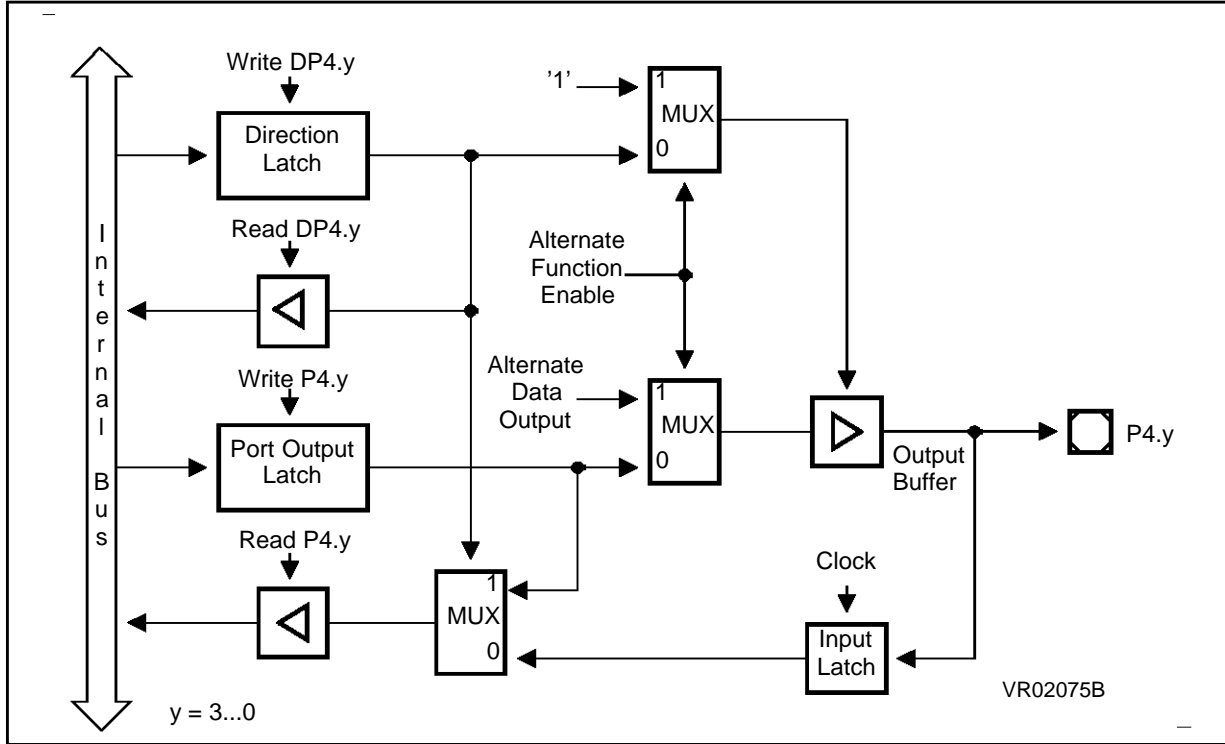 Write DP4.y
Direction
Latch
Read DP4.y
Write P4.y
Port Output
Latch
Read P4.y
Internal Bus
'1'
1
MUX
0
Alternate
Function
Enable
Alternate
Data
Output
1
MUX
0
Output
Buffer
P4.y
1
MUX
0
Clock
Input
Latch
VR02075B
y = 3...0